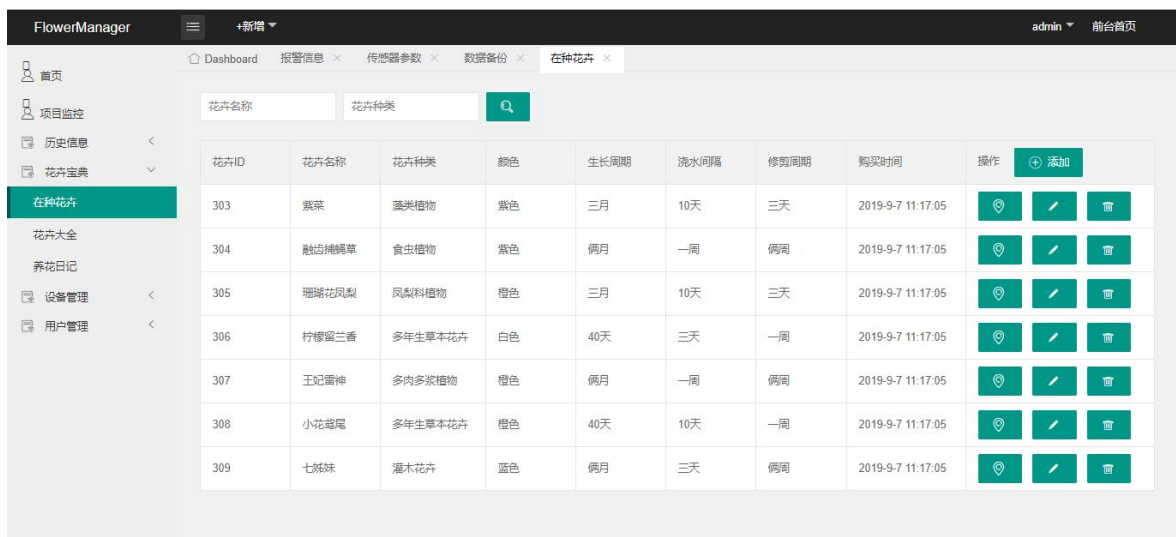 FlowerManager +新增 admin 前台首页
Dashboard 报警信息 × 传感器参数 × 数据备份 × 在种花卉 ×
首页
项目监控
历史信息
花卉宝典
在种花卉
花卉大全
养花日记
设备管理
用户管理
花卉名称 花卉种类
花卉ID 花卉名称 花卉种类 颜色 生长周期 浇水间隔 修剪周期 购买时间 操作 添加
303 紫菜 藻类植物 紫色 三月 10天 三天 2019-9-7 11:17:05
304 融齿捕蝇草 食虫植物 紫色 俩月 一周 俩周 2019-9-7 11:17:05
305 珊瑚花凤梨 凤梨科植物 橙色 三月 10天 三天 2019-9-7 11:17:05
306 柠檬留兰香 多年生草本花卉 白色 40天 三天 一周 2019-9-7 11:17:05
307 王妃雷神 多肉多浆植物 橙色 俩月 一周 俩周 2019-9-7 11:17:05
308 小花鸢尾 多年生草本花卉 橙色 40天 10天 一周 2019-9-7 11:17:05
309 七姊妹 灌木花卉 蓝色 俩月 三天 俩周 2019-9-7 11:17:05